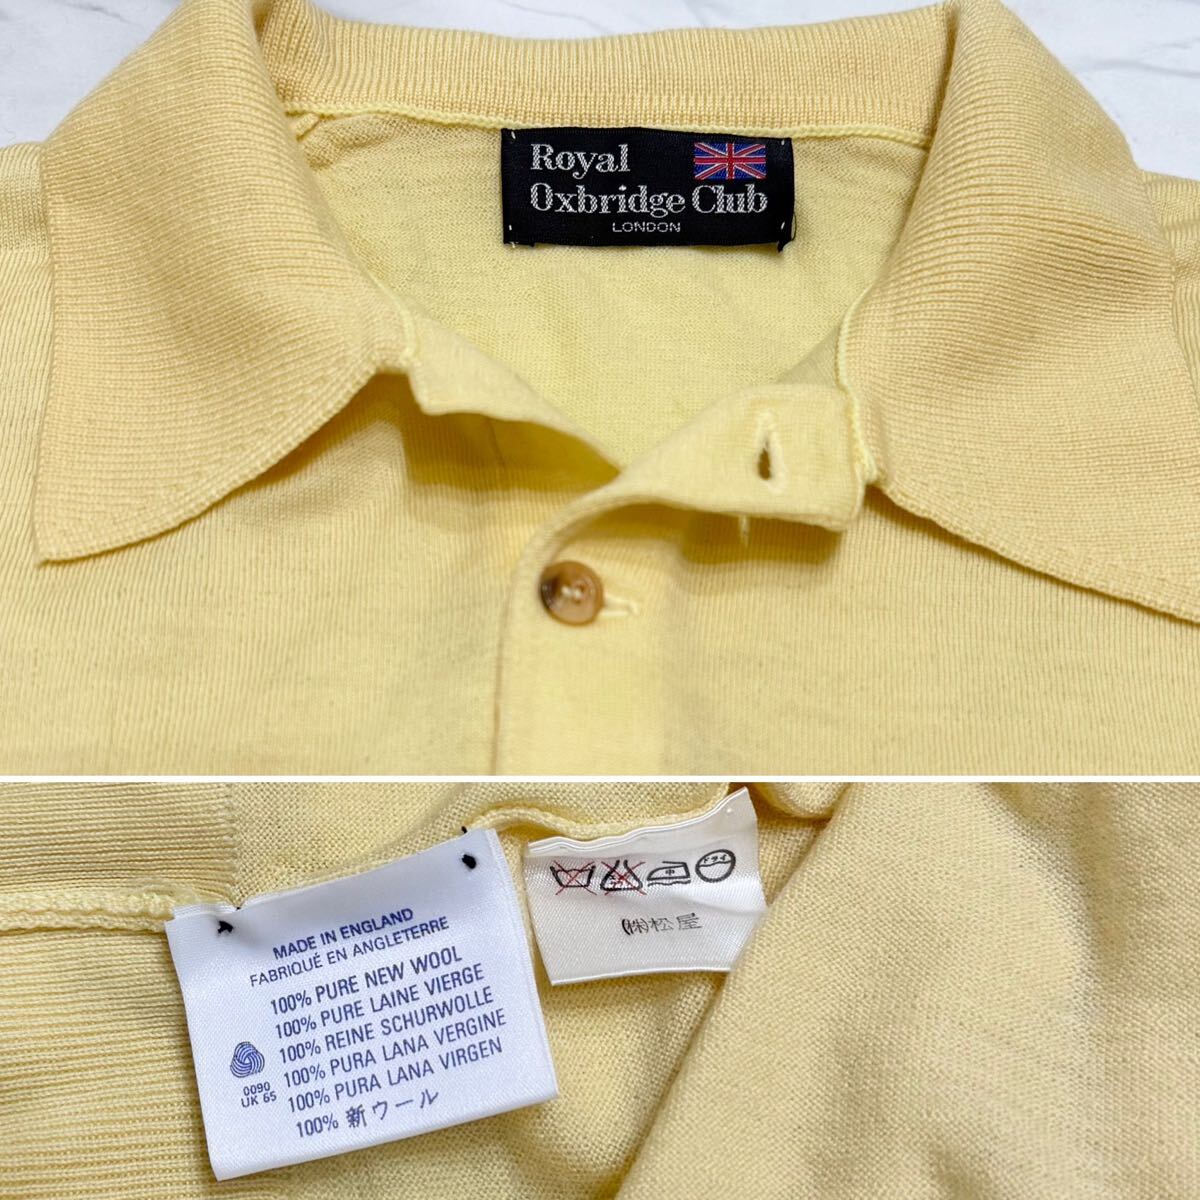 Royal
Oxbridge Club
LONDON
MADE IN ENGLAND
FABRIQUÉ EN ANGLETERRE
100% PURE NEW WOOL
100% PURE LAINE VIERGE
100% REINE SCHURWOLLE
100% PURA LANA VERGINE
100% PURA LANA VIRGEN
100% 新ウール
0090
UK 65
ドライ
(株)松屋